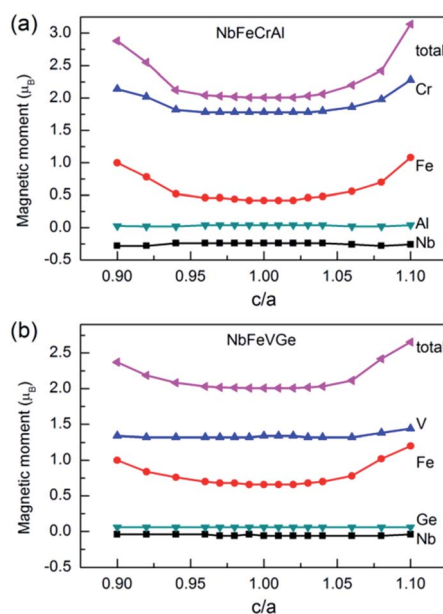 (a)
NbFeCrAl
Magnetic moment (μB)
3.0
2.5
2.0
1.5
1.0
0.5
0.0
-0.5
total
Cr
Fe
Al
Nb
0.90 0.95 1.00 1.05 1.10
c/a
(b)
NbFeVGe
Magnetic moment (μB)
2.5
2.0
1.5
1.0
0.5
0.0
-0.5
total
V
Fe
Ge
Nb
0.90 0.95 1.00 1.05 1.10
c/a